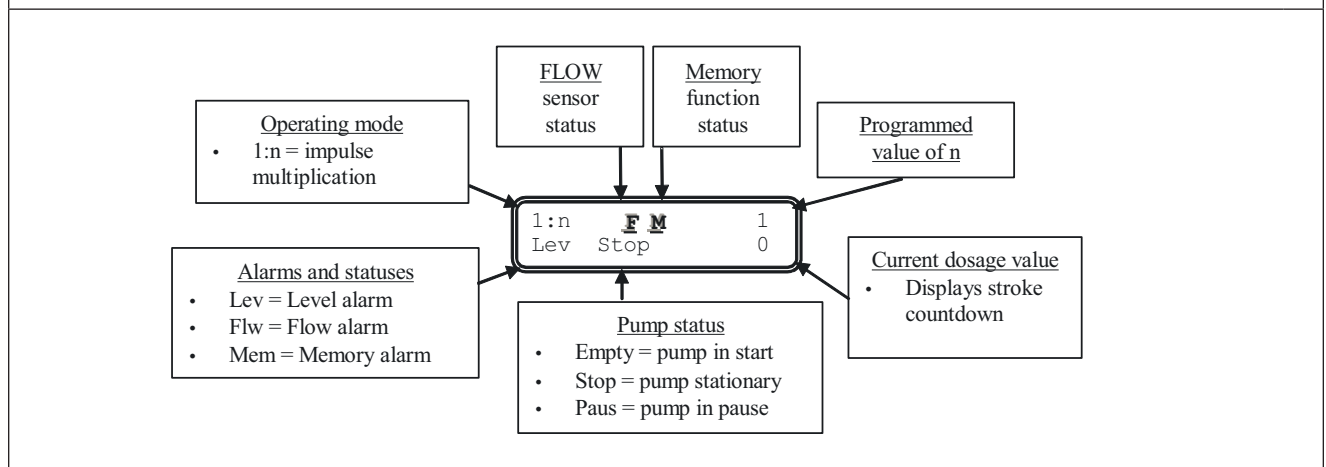 FLOW
sensor
status
Memory
function
status
Operating mode
• 1:n = impulse
multiplication
Programmed
value of n
1:n F M 1
Lev Stop 0
Alarms and statuses
• Lev = Level alarm
• Flw = Flow alarm
• Mem = Memory alarm
Pump status
• Empty = pump in start
• Stop = pump stationary
• Paus = pump in pause
Current dosage value
• Displays stroke
countdown